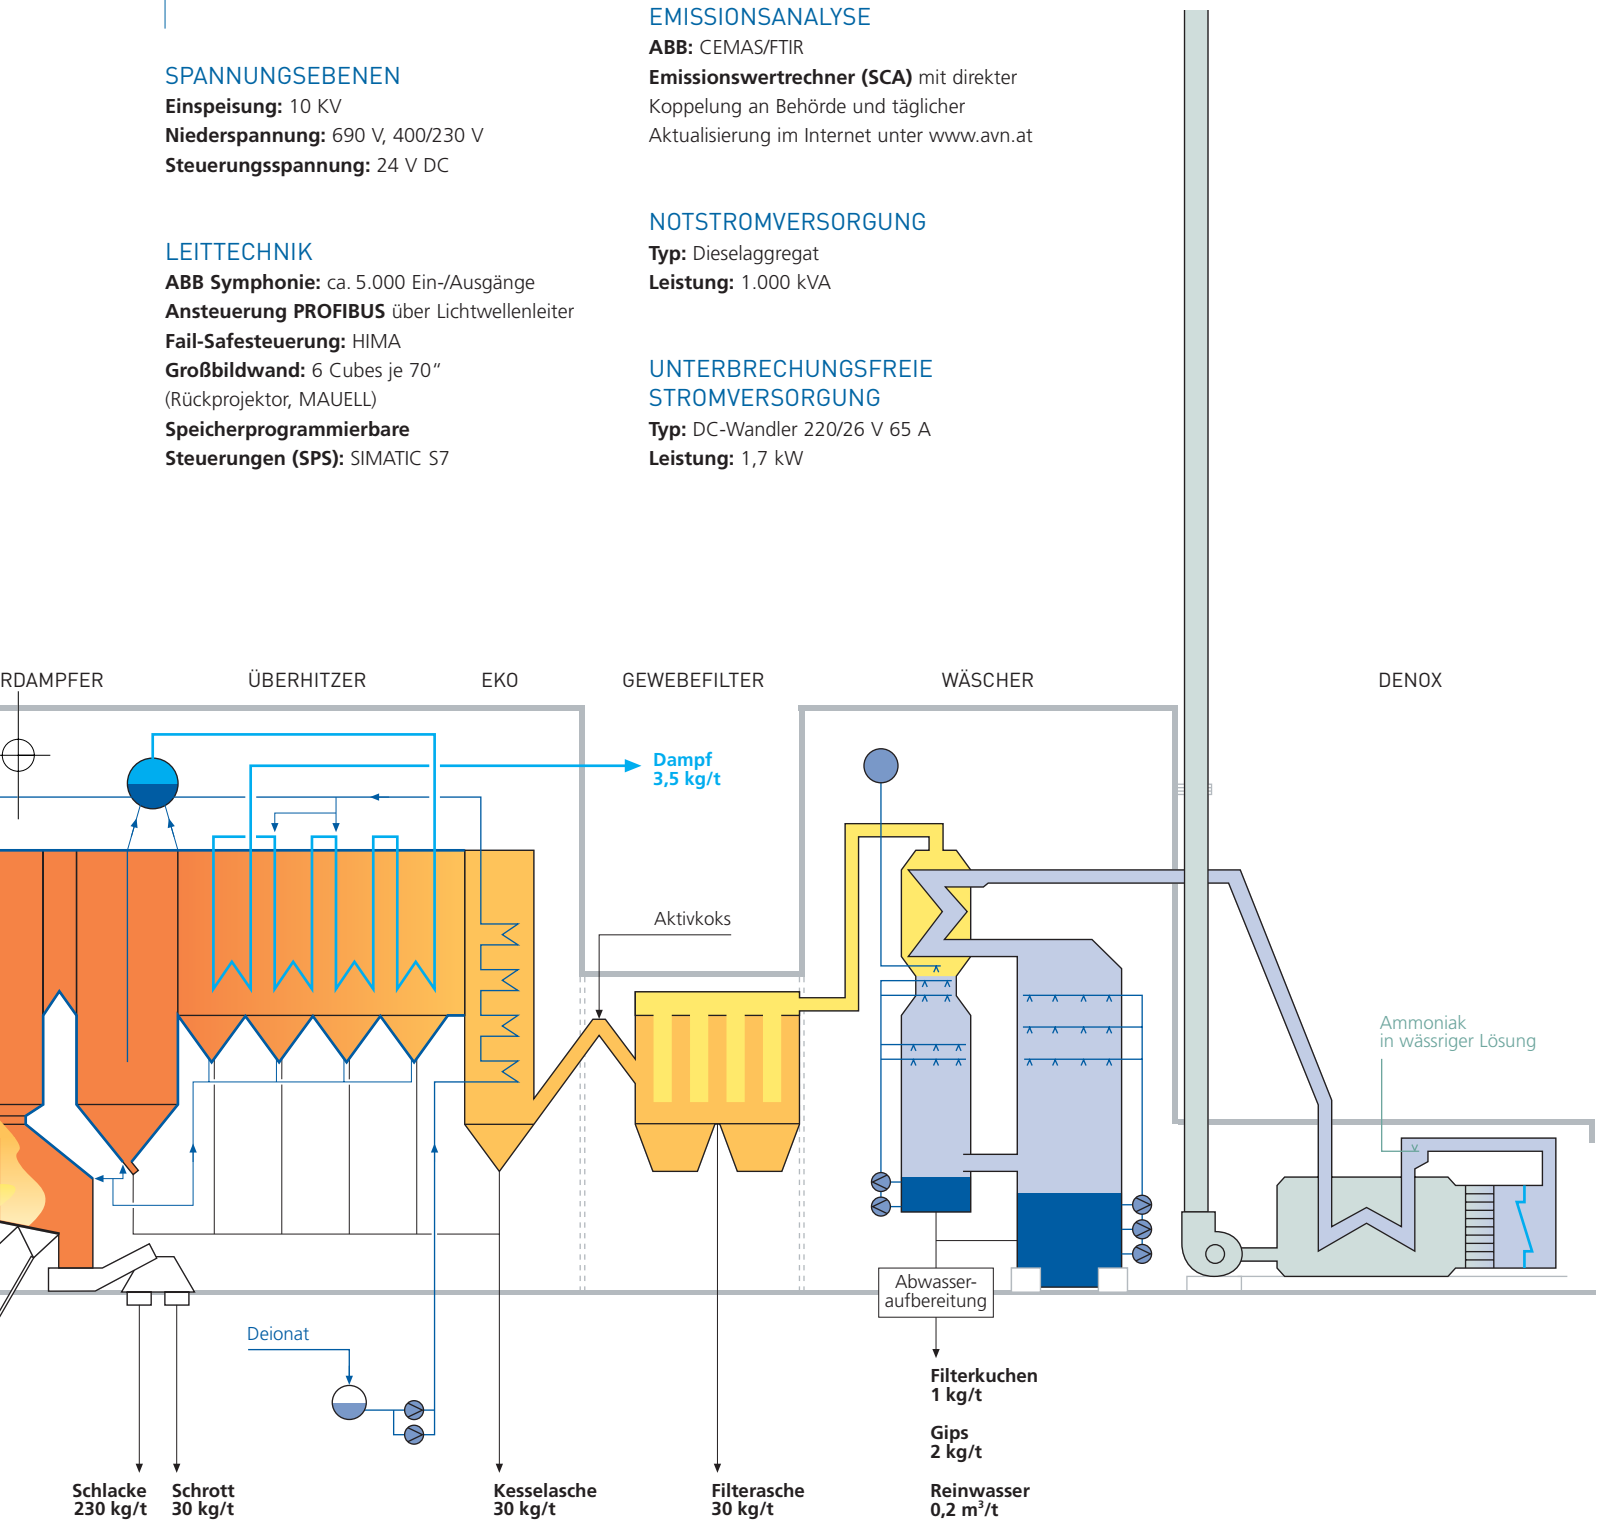 SPANNUNGSEBENEN
Einspeisung: 10 KV
Niederspannung: 690 V, 400/230 V
Steuerungsspannung: 24 V DC
LEITTECHNIK
ABB Symphonie: ca. 5.000 Ein-/Ausgänge
Ansteuerung PROFIBUS über Lichtwellenleiter
Fail-Safesteuerung: HIMA
Großbildwand: 6 Cubes je 70“
(Rückprojektor, MAUELL)
Speicherprogrammierbare
Steuerungen (SPS): SIMATIC S7
EMISSIONSANALYSE
ABB: CEMAS/FTIR
Emissionswertrechner (SCA) mit direkter
Koppelung an Behörde und täglicher
Aktualisierung im Internet unter www.avn.at
NOTSTROMVERSORGUNG
Typ: Dieselaggregat
Leistung: 1.000 kVA
UNTERBRECHUNGSFREIE
STROMVERSORGUNG
Typ: DC-Wandler 220/26 V 65 A
Leistung: 1,7 kW
RDAMPFER
ÜBERHITZER
EKO
GEWEBEFILTER
WÄSCHER
DENOX
Dampf
3,5 kg/t
Aktivkoks
Ammoniak
in wässriger Lösung
Abwasser-
aufbereitung
Deionat
Schlacke
230 kg/t
Schrott
30 kg/t
Kesselasche
30 kg/t
Filterasche
30 kg/t
Filterkuchen
1 kg/t
Gips
2 kg/t
Reinwasser
0,2 m³/t